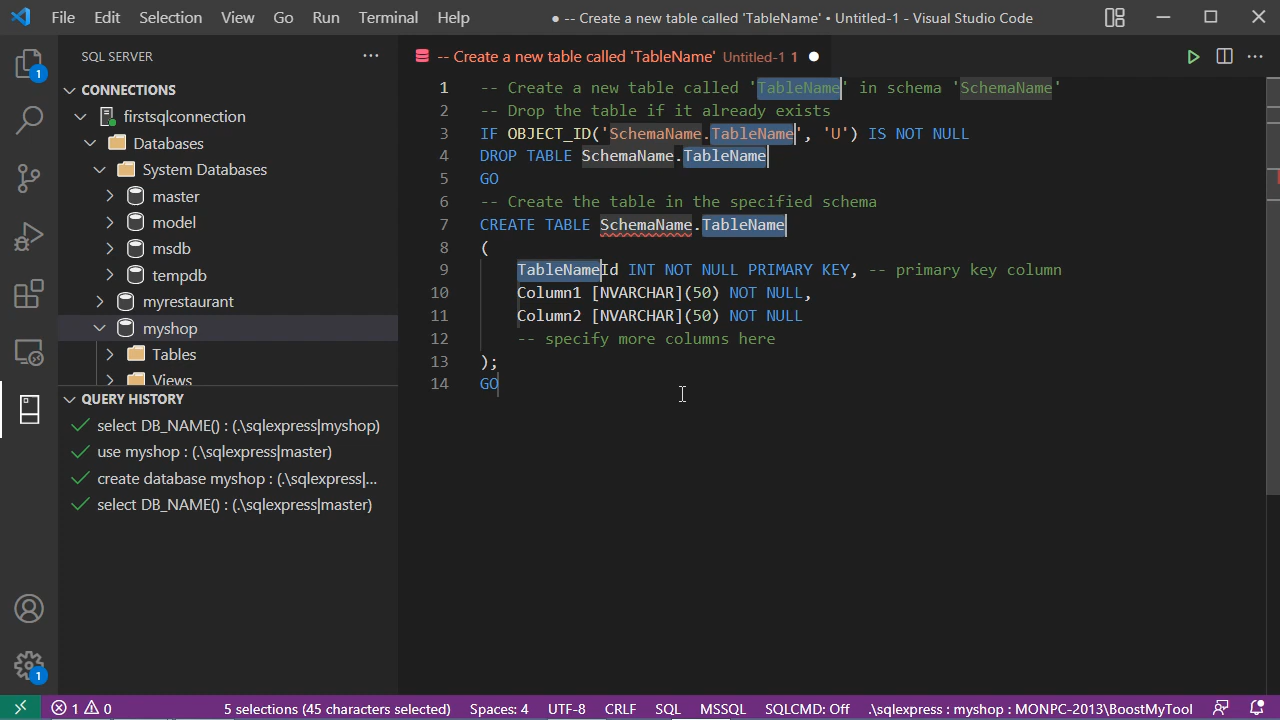 File Edit Selection View Go Run Terminal Help
● -- Create a new table called 'TableName' • Untitled-1 - Visual Studio Code
SQL SERVER
···
-- Create a new table called 'TableName' Untitled-1 1 ●
CONNECTIONS
firstsqlconnection
Databases
System Databases
master
model
msdb
tempdb
myrestaurant
myshop
Tables
Views
QUERY HISTORY
select DB_NAME() : (.\sqlexpress|myshop)
use myshop : (.\sqlexpress|master)
create database myshop : (.\sqlexpress|...
select DB_NAME() : (.\sqlexpress|master)
1
1
1 -- Create a new table called 'TableName' in schema 'SchemaName'
2 -- Drop the table if it already exists
3 IF OBJECT_ID('SchemaName.TableName', 'U') IS NOT NULL
4 DROP TABLE SchemaName.TableName
5 GO
6 -- Create the table in the specified schema
7 CREATE TABLE SchemaName.TableName
8 (
9 TableNameId INT NOT NULL PRIMARY KEY, -- primary key column
10 Column1 [NVARCHAR](50) NOT NULL,
11 Column2 [NVARCHAR](50) NOT NULL
12 -- specify more columns here
13 );
14 GO
1 0 5 selections (45 characters selected) Spaces: 4 UTF-8 CRLF SQL MSSQL SQLCMD: Off .\sqlexpress : myshop : MONPC-2013\BoostMyTool